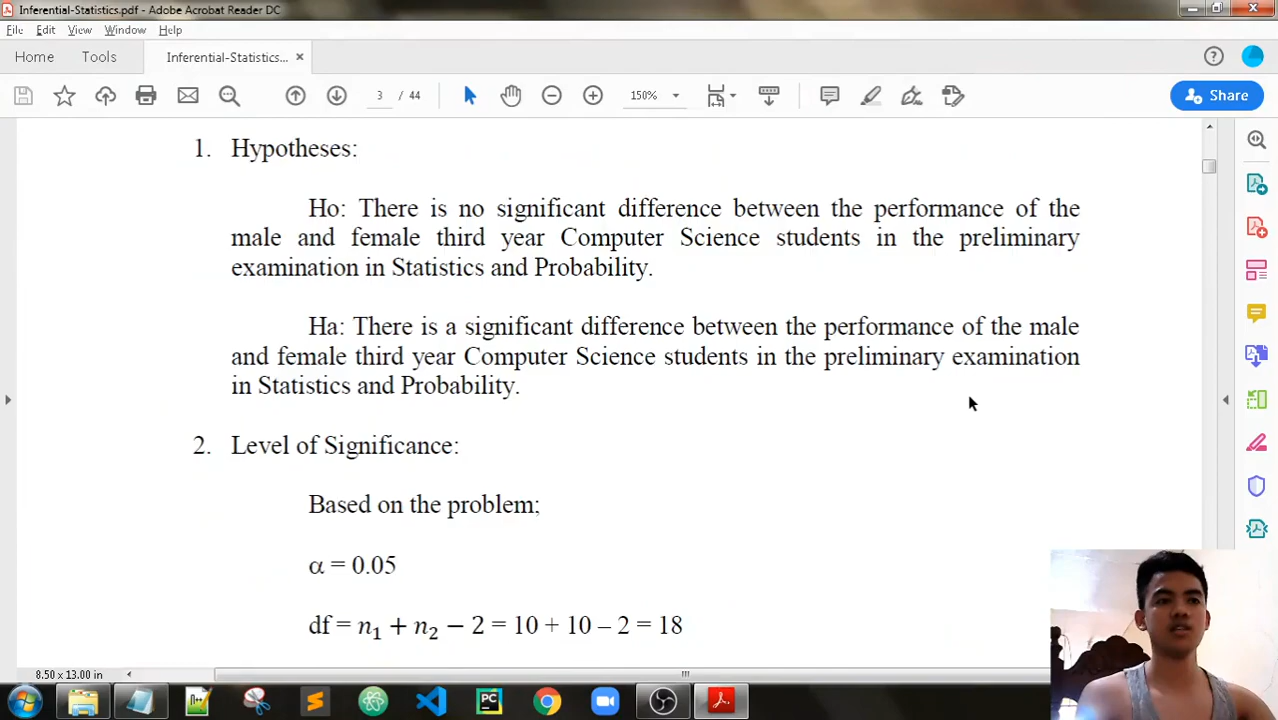 Inferential-Statistics.pdf - Adobe Acrobat Reader DC
File Edit View Window Help
Home Tools Inferential-Statistics... ×
3 / 44 150% Share
1. Hypotheses:
Ho: There is no significant difference between the performance of the
male and female third year Computer Science students in the preliminary
examination in Statistics and Probability.
Ha: There is a significant difference between the performance of the male
and female third year Computer Science students in the preliminary examination
in Statistics and Probability.
2. Level of Significance:
Based on the problem;
α = 0.05
df = n₁ + n₂ − 2 = 10 + 10 – 2 = 18
8.50 x 13.00 in
PC